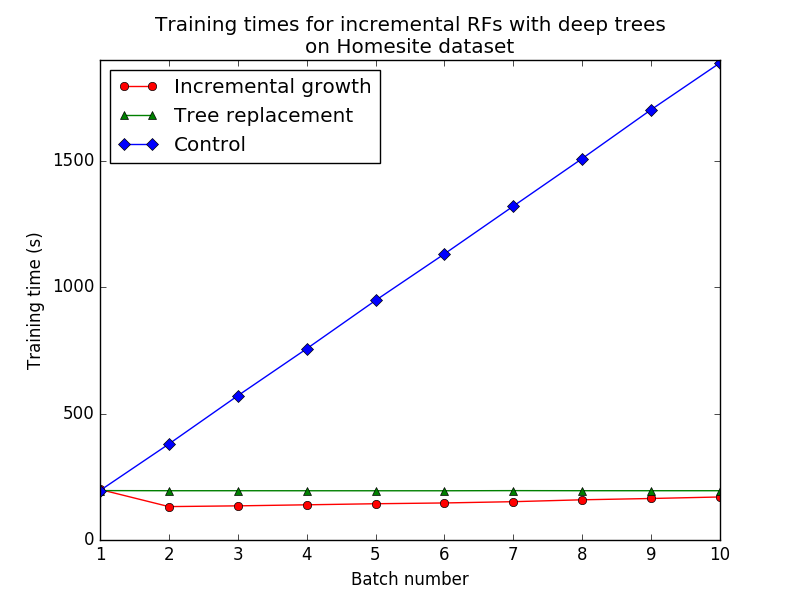 Training times for incremental RFs with deep trees
on Homesite dataset
Incremental growth
Tree replacement
Control
Training time (s)
1500
1000
500
0
1 2 3 4 5 6 7 8 9 10
Batch number